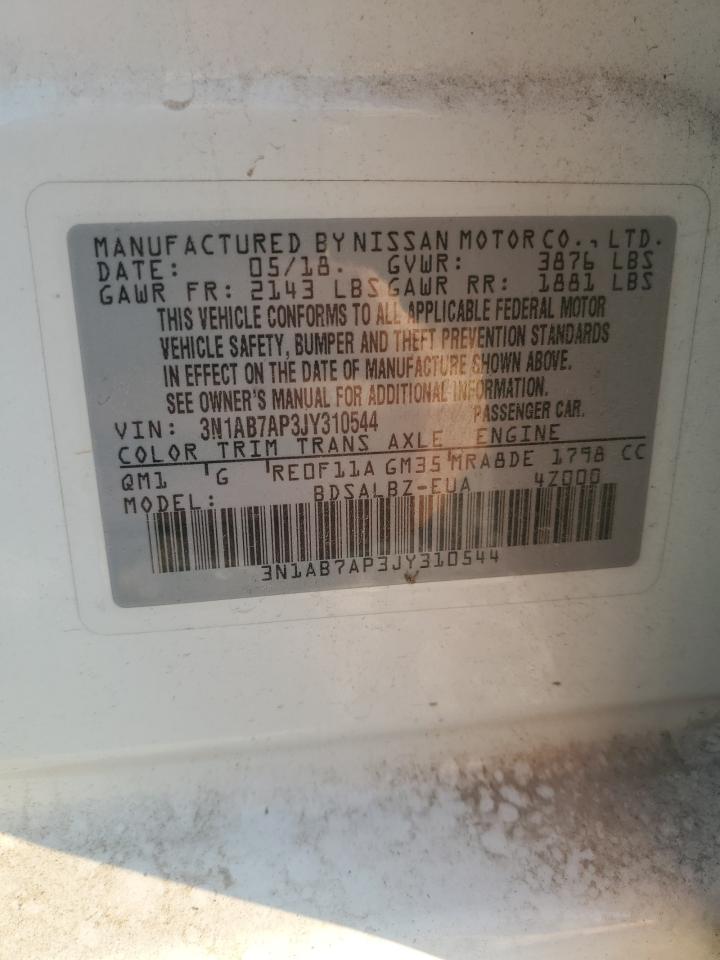 MANUFACTURED BY NISSAN MOTOR CO., LTD.
DATE: 05/18. GVWR: 3876 LBS
GAWR FR: 2143 LBS GAWR RR: 1881 LBS
THIS VEHICLE CONFORMS TO ALL APPLICABLE FEDERAL MOTOR
VEHICLE SAFETY, BUMPER AND THEFT PREVENTION STANDARDS
IN EFFECT ON THE DATE OF MANUFACTURE SHOWN ABOVE.
SEE OWNER'S MANUAL FOR ADDITIONAL INFORMATION.
VIN: 3N1AB7AP3JY310544 PASSENGER CAR.
COLOR TRIM TRANS AXLE ENGINE
QM1 G RE0F11A GM35 MRA8DE 1798 CC
MODEL: BDSALBZ-EUA 4Z000
3N1AB7AP3JY310544